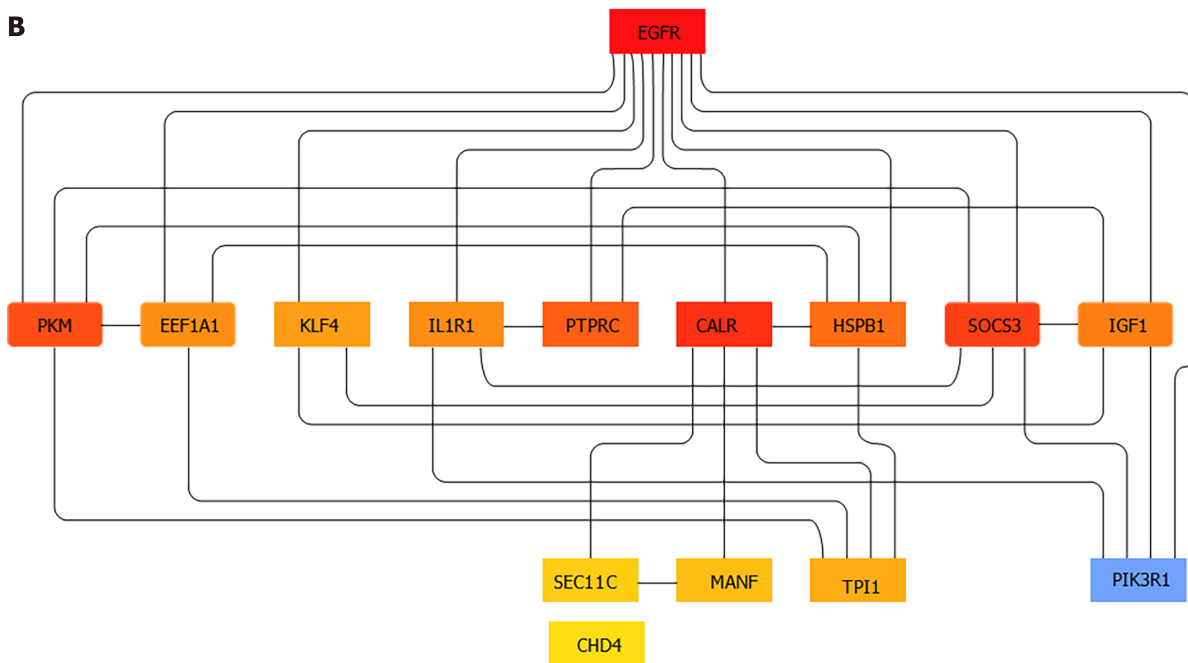 B
EGFR
PKM
EEF1A1
KLF4
IL1R1
PTPRC
CALR
HSPB1
SOCS3
IGF1
SEC11C
MANF
TPI1
PIK3R1
CHD4